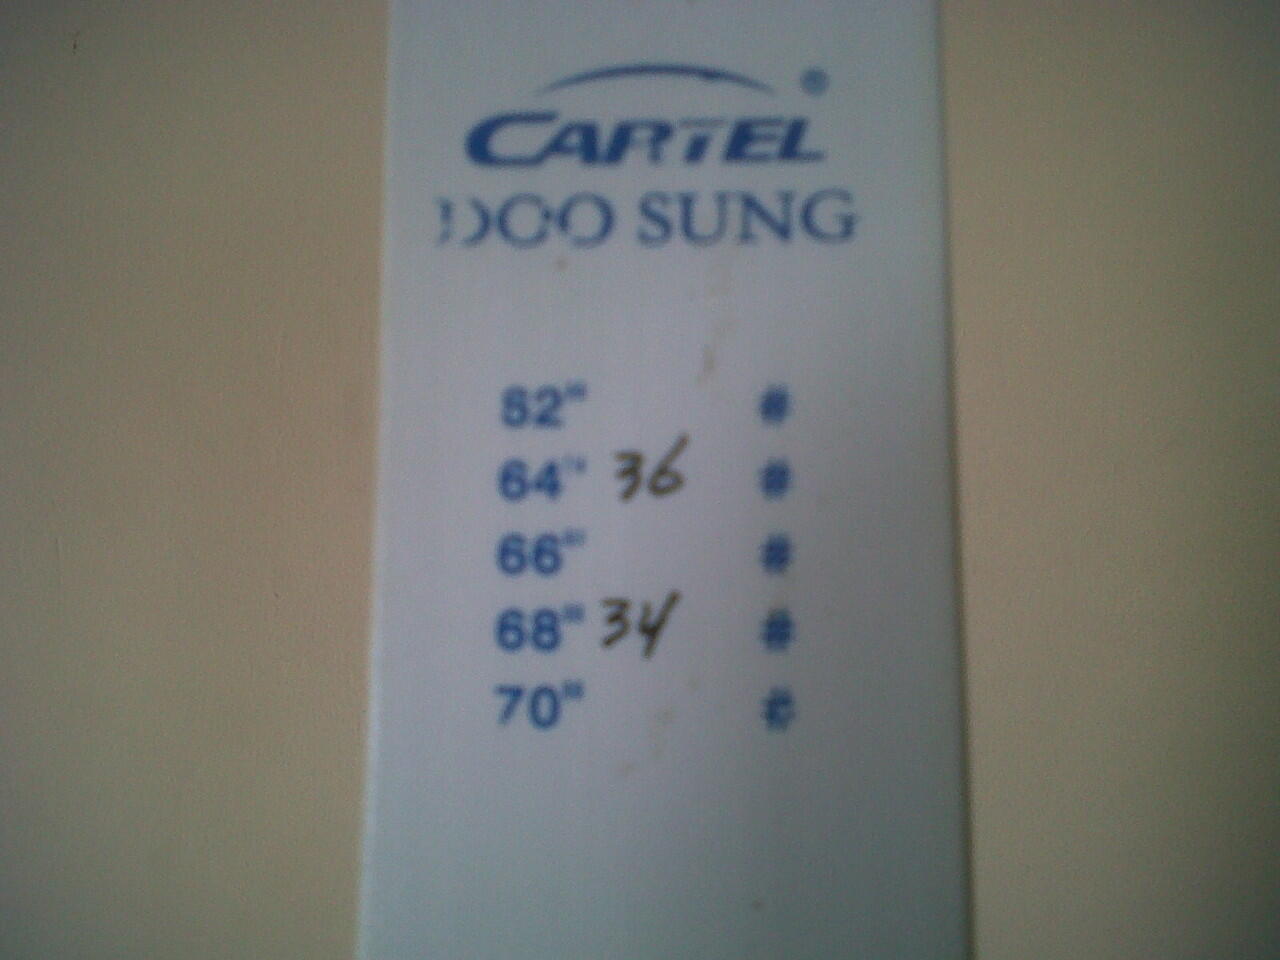 CARTEL ®
DOO SUNG
62" #
64" 36 #
66" #
68" 34 #
70" #